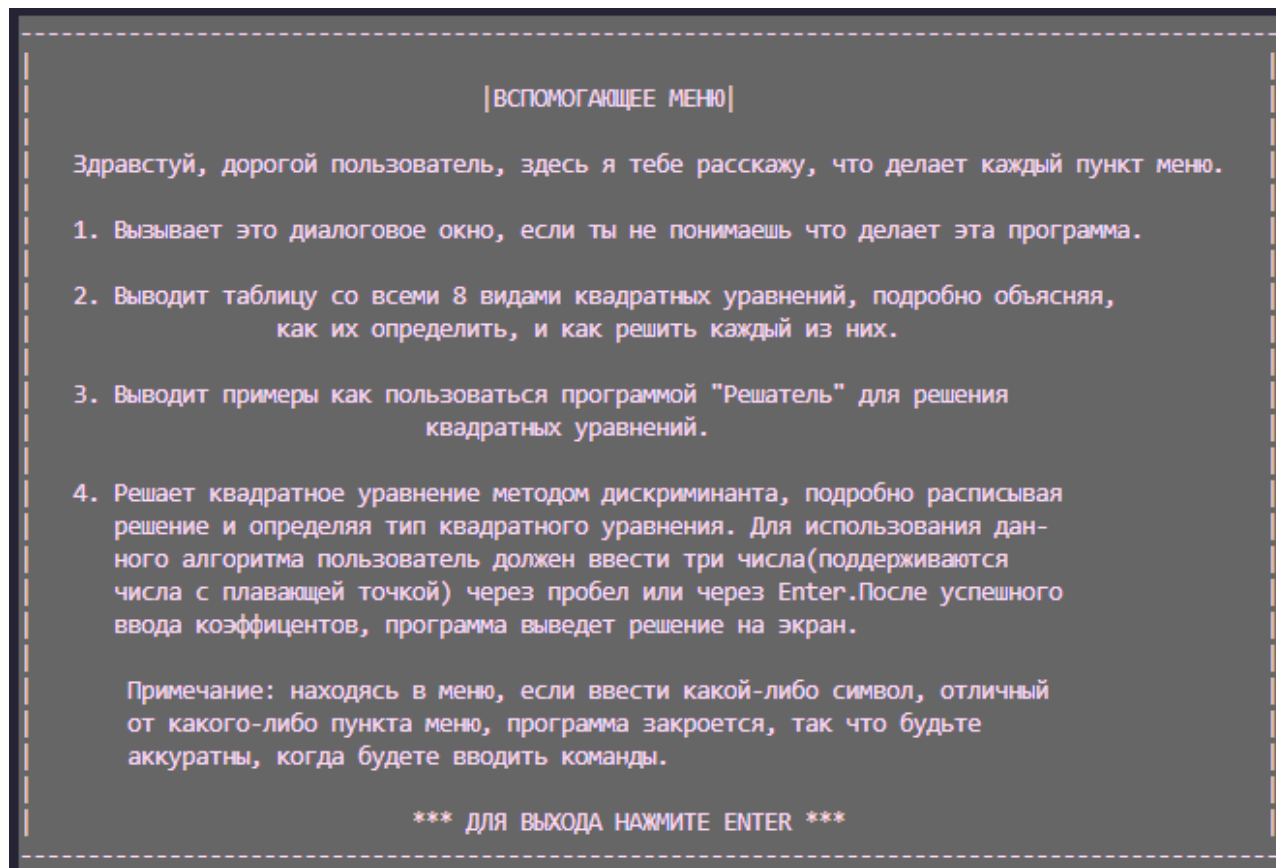 |ВСПОМОГАЮЩЕЕ МЕНЮ|
Здравстуй, дорогой пользователь, здесь я тебе расскажу, что делает каждый пункт меню.
1. Вызывает это диалоговое окно, если ты не понимаешь что делает эта программа.
2. Выводит таблицу со всеми 8 видами квадратных уравнений, подробно объясняя,
как их определить, и как решить каждый из них.
3. Выводит примеры как пользоваться программой "Решатель" для решения
квадратных уравнений.
4. Решает квадратное уравнение методом дискриминанта, подробно расписывая
решение и определяя тип квадратного уравнения. Для использования дан-
ного алгоритма пользователь должен ввести три числа(поддерживаются
числа с плавающей точкой) через пробел или через Enter.После успешного
ввода коэффицентов, программа выведет решение на экран.
Примечание: находясь в меню, если ввести какой-либо символ, отличный
от какого-либо пункта меню, программа закроется, так что будьте
аккуратны, когда будете вводить команды.
*** ДЛЯ ВЫХОДА НАЖМИТЕ ENTER ***